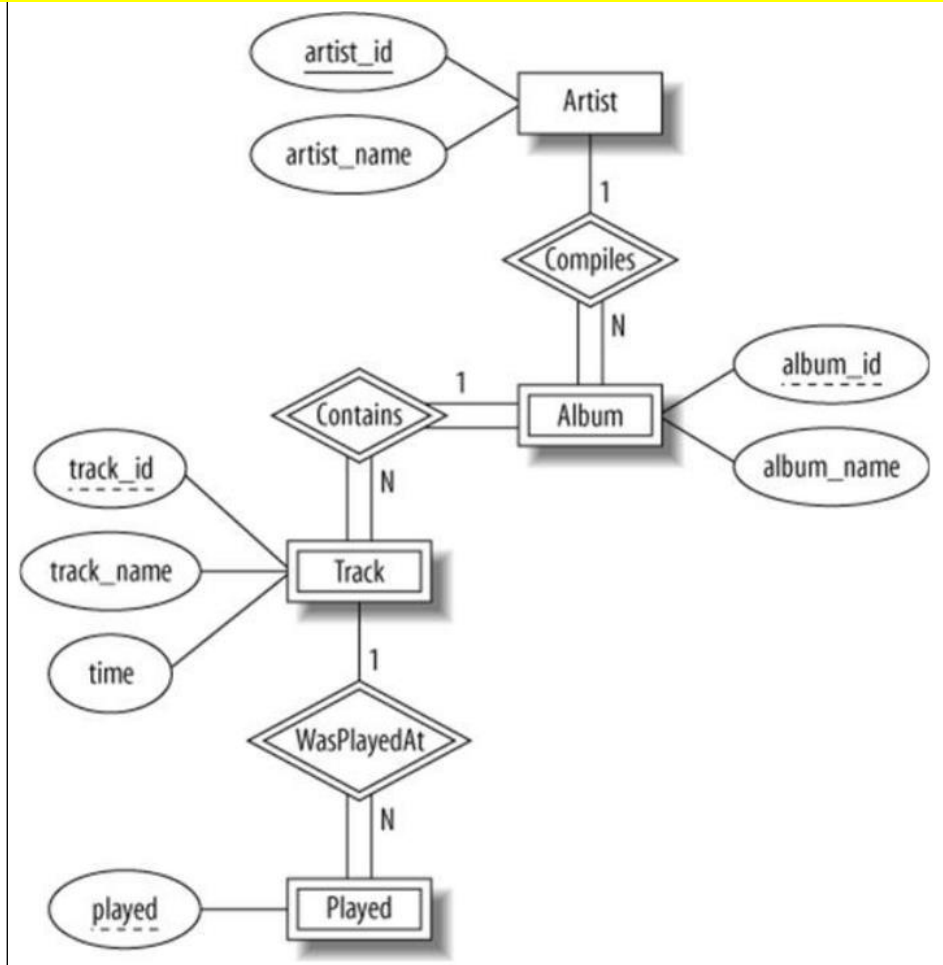 artist_id
Artist
artist_name
1
Compiles
N
album_id
1
Contains
Album
album_name
track_id
N
track_name
Track
time
1
WasPlayedAt
N
played
Played